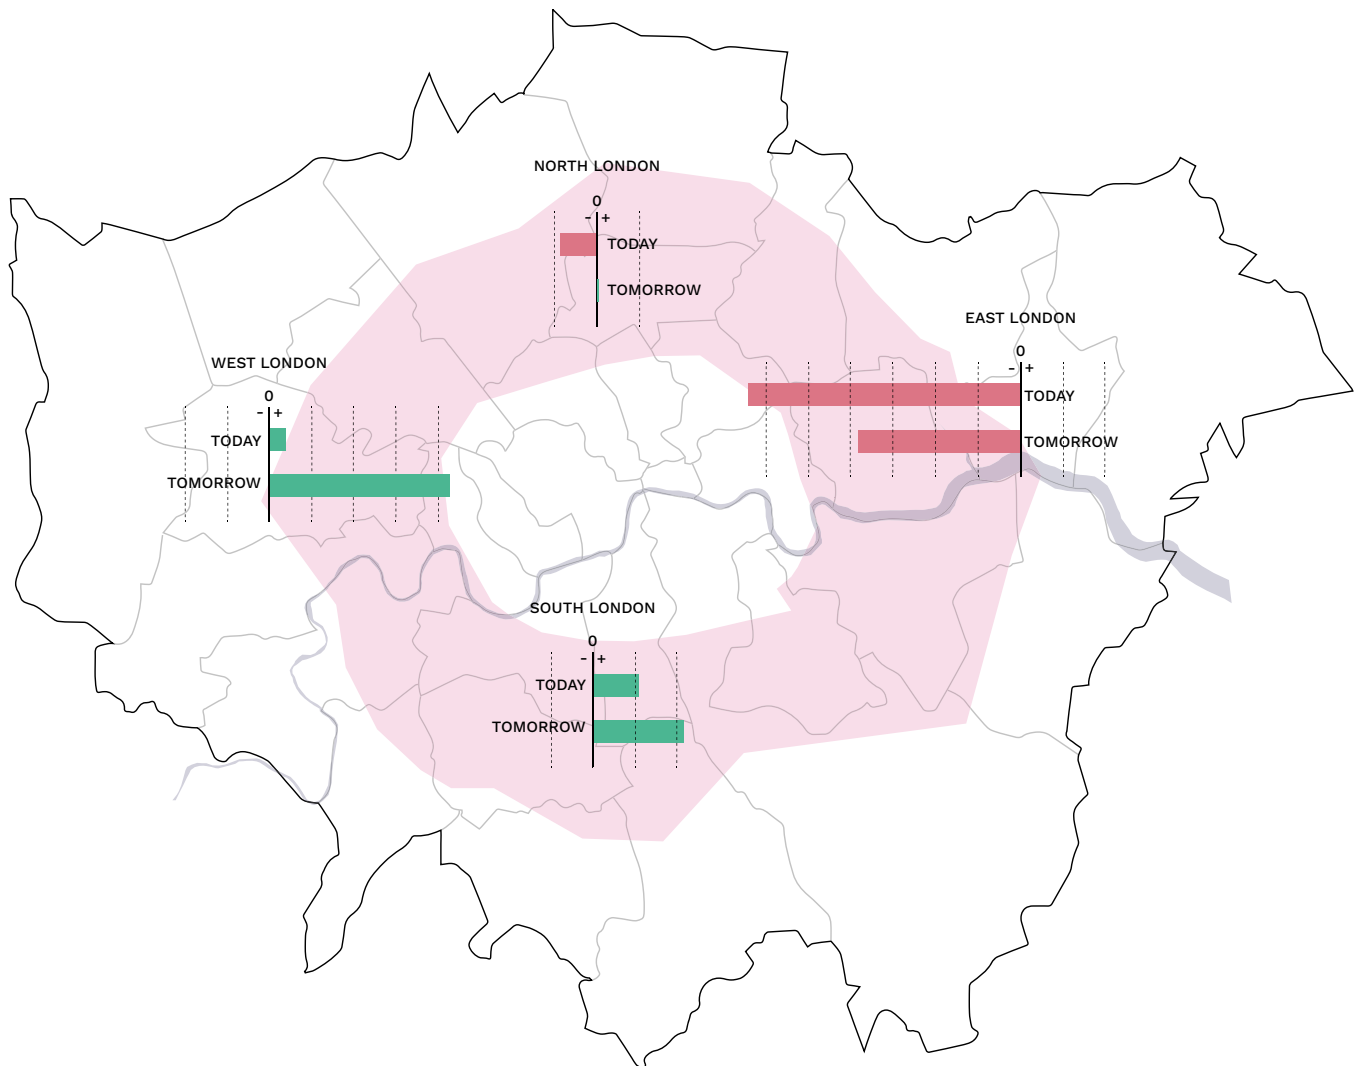 NORTH LONDON
0
- +
TODAY
TOMORROW
EAST LONDON
0
- +
TODAY
TOMORROW
WEST LONDON
0
- +
TODAY
TOMORROW
SOUTH LONDON
0
- +
TODAY
TOMORROW